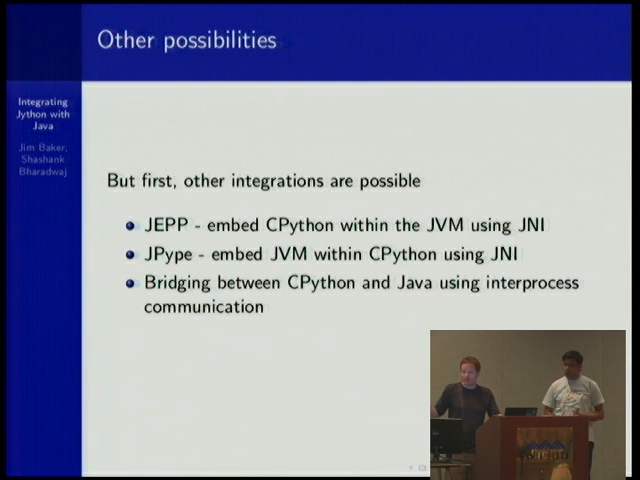 Other possibilities
Integrating
Jython with
Java
Jim Baker,
Shashank
Bharadwaj
But first, other integrations are possible
JEPP - embed CPython within the JVM using JNI
JPype - embed JVM within CPython using JNI
Bridging between CPython and Java using interprocess
communication